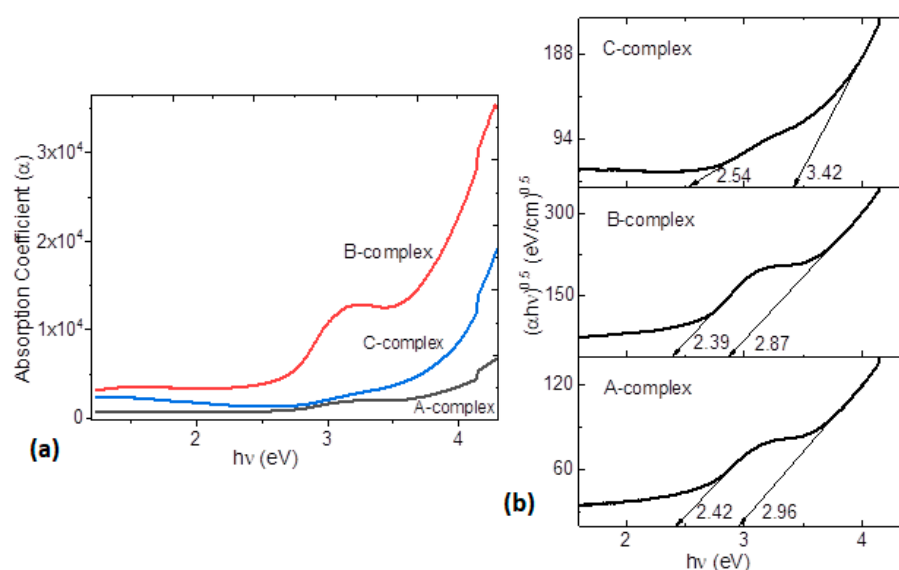 Absorption Coefficient (α)
3x10⁴
2x10⁴
1x10⁴
0
B-complex
C-complex
A-complex
2
3
4
hν (eV)
(a)
(αhν)^0.5 (eV/cm)^0.5
C-complex
188
94
2.54
3.42
B-complex
300
150
2.39
2.87
A-complex
120
60
2.42
2.96
2
3
4
hν (eV)
(b)